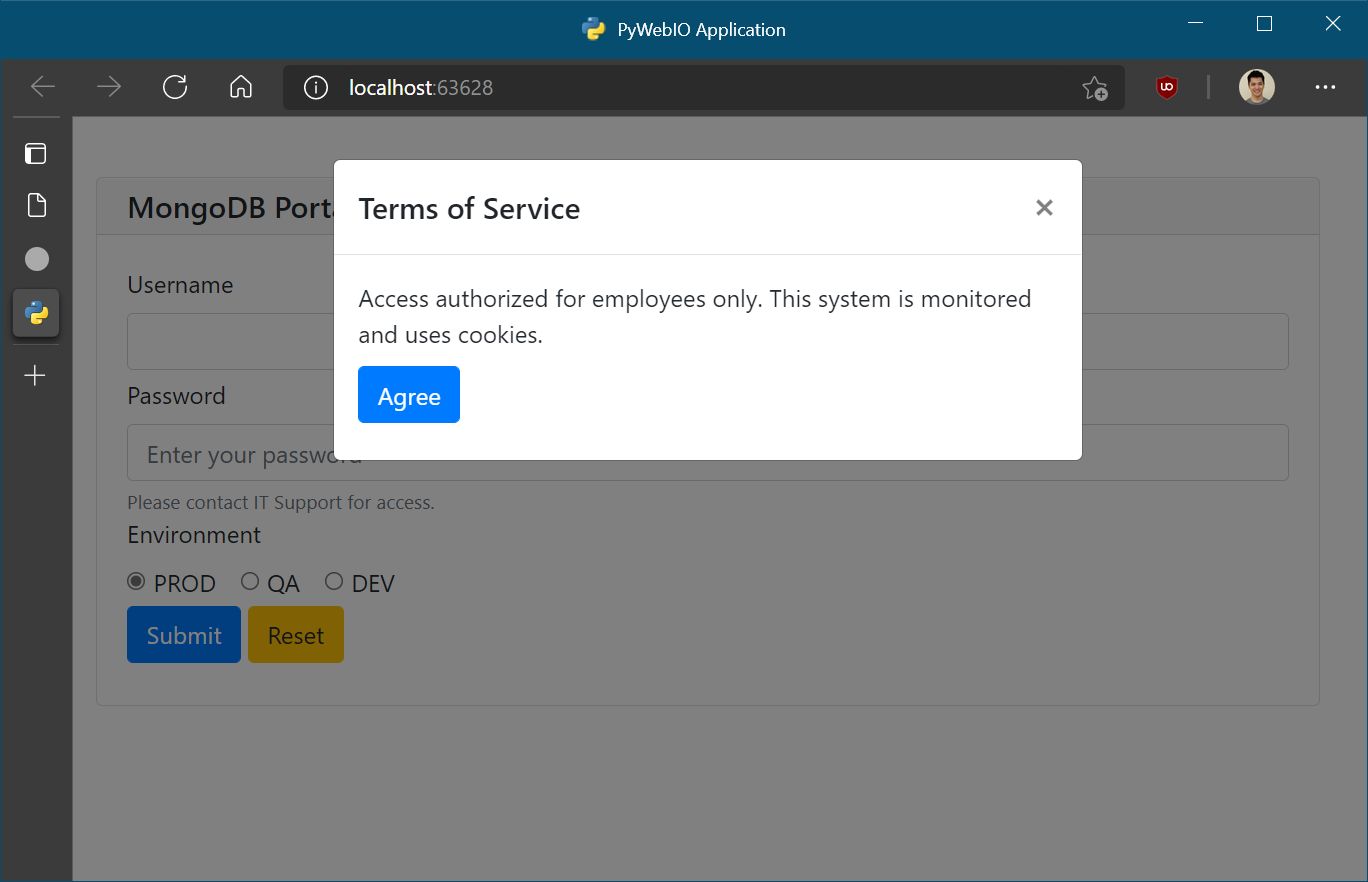 PyWebIO Application
localhost:63628
MongoDB
Terms of Service
×
Username
Access authorized for employees only. This system is monitored
and uses cookies.
Agree
Password
Enter your password
Please contact IT Support for access.
Environment
PROD QA DEV
Submit Reset